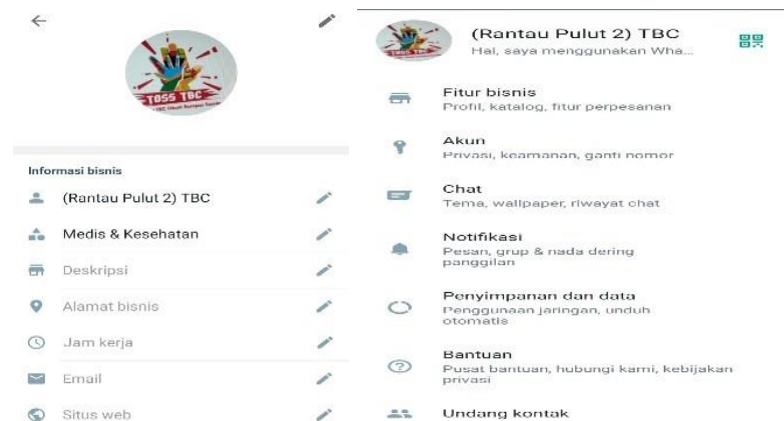 TOSS TBC
Informasi bisnis
(Rantau Pulut 2) TBC
Medis & Kesehatan
Deskripsi
Alamat bisnis
Jam kerja
Email
Situs web
(Rantau Pulut 2) TBC
Hai, saya menggunakan Wha...
Fitur bisnis
Profil, katalog, fitur perpesanan
Akun
Privasi, keamanan, ganti nomor
Chat
Tema, wallpaper, riwayat chat
Notifikasi
Pesan, grup & nada dering
panggilan
Penyimpanan dan data
Penggunaan jaringan, unduh
otomatis
Bantuan
Pusat bantuan, hubungi kami, kebijakan
privasi
Undang kontak